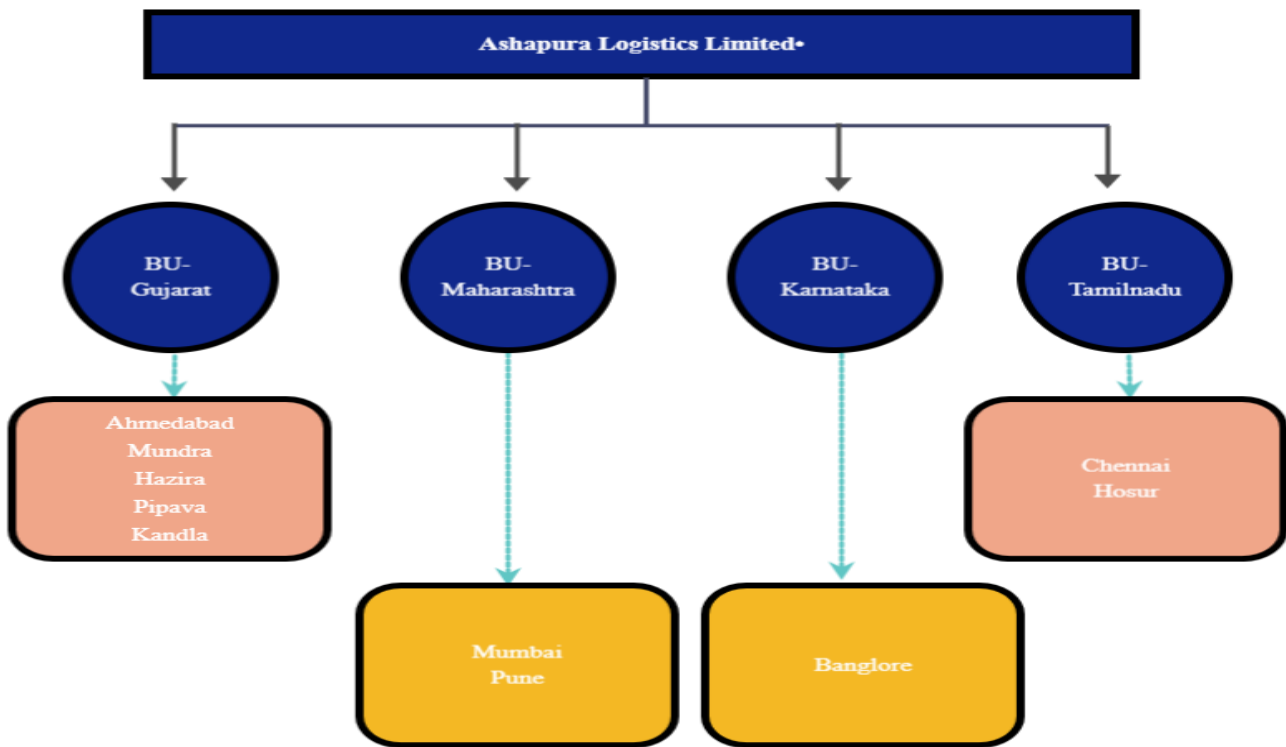 Ashapura Logistics Limited•
BU-
Gujarat
BU-
Maharashtra
BU-
Karnataka
BU-
Tamilnadu
Ahmedabad
Mundra
Hazira
Pipava
Kandla
Chennai
Hosur
Mumbai
Pune
Banglore